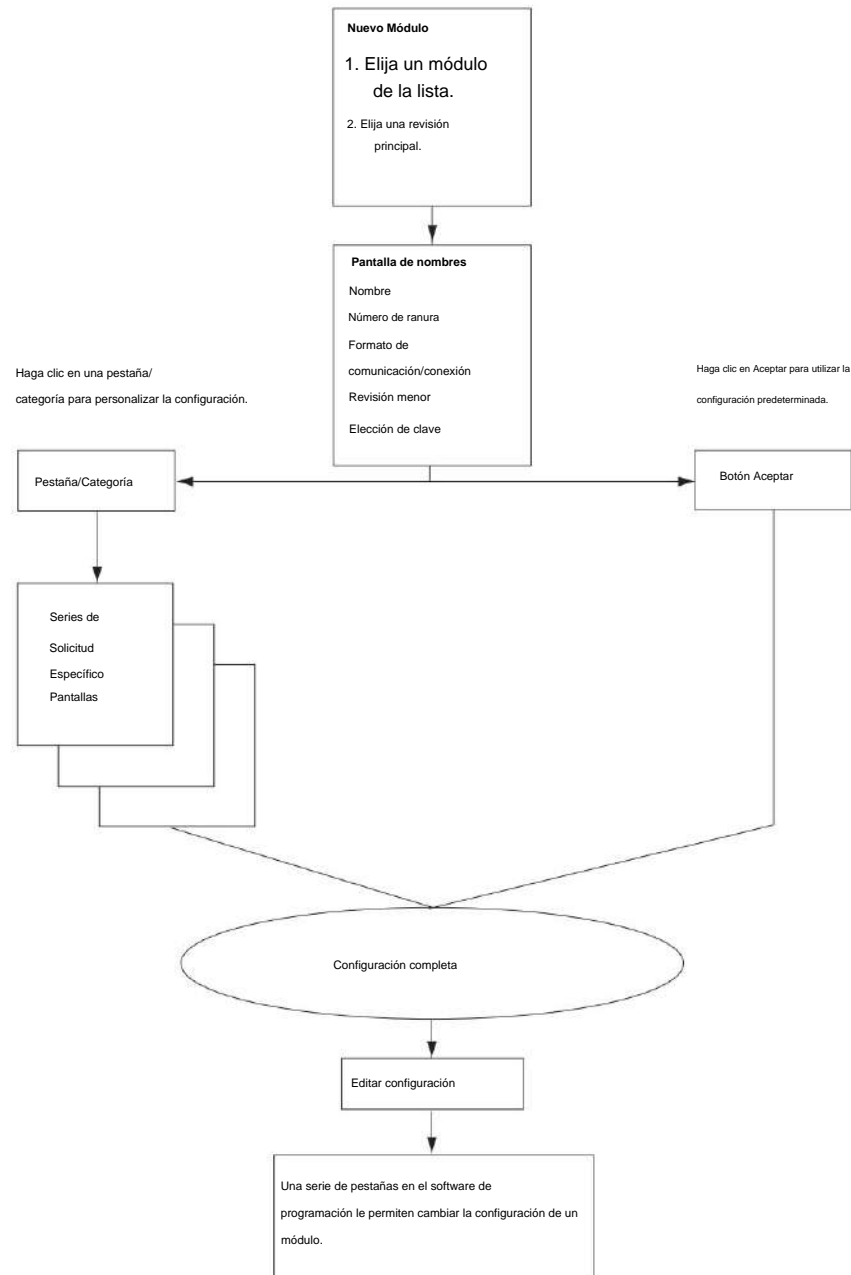 Nuevo Módulo
1. Elija un módulo
de la lista.
2. Elija una revisión
principal.
Pantalla de nombres
Nombre
Número de ranura
Formato de
comunicación/conexión
Revisión menor
Elección de clave
Haga clic en una pestaña/
categoría para personalizar la configuración.
Haga clic en Aceptar para utilizar la
configuración predeterminada.
Pestaña/Categoría
Botón Aceptar
Series de
Solicitud
Específico
Pantallas
Configuración completa
Editar configuración
Una serie de pestañas en el software de
programación le permiten cambiar la configuración de un
módulo.